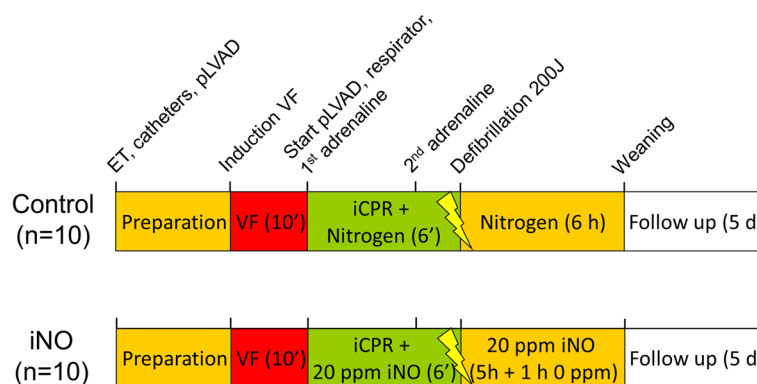 ET, catheters, pLVAD
Induction VF
Start pLVAD, respirator,
1st adrenaline
2nd adrenaline
Defibrillation 200J
Weaning
Control
(n=10)
Preparation
VF (10’)
iCPR +
Nitrogen (6’)
Nitrogen (6 h)
Follow up (5 d
iNO
(n=10)
Preparation
VF (10’)
iCPR +
20 ppm iNO (6’)
20 ppm iNO
(5h + 1 h 0 ppm)
Follow up (5 d